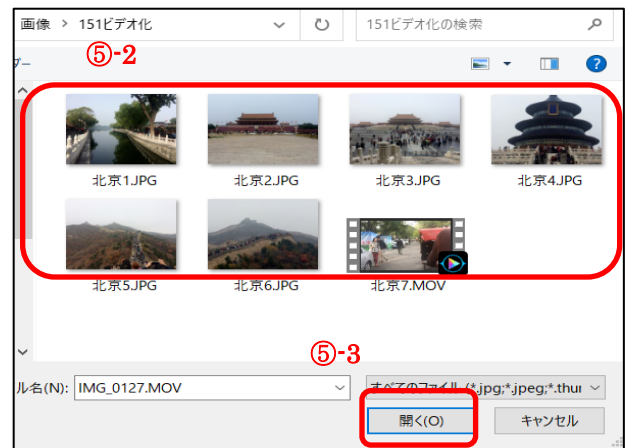 画像 > 151ビデオ化
151ビデオ化の検索
ダー
⑤-2
北京1.JPG
北京2.JPG
北京3.JPG
北京4.JPG
北京5.JPG
北京6.JPG
北京7.MOV
⑤-3
ル名(N): IMG_0127.MOV
すべてのファイル (*.jpg;*.jpeg;*.thur
開く(O)
キャンセル